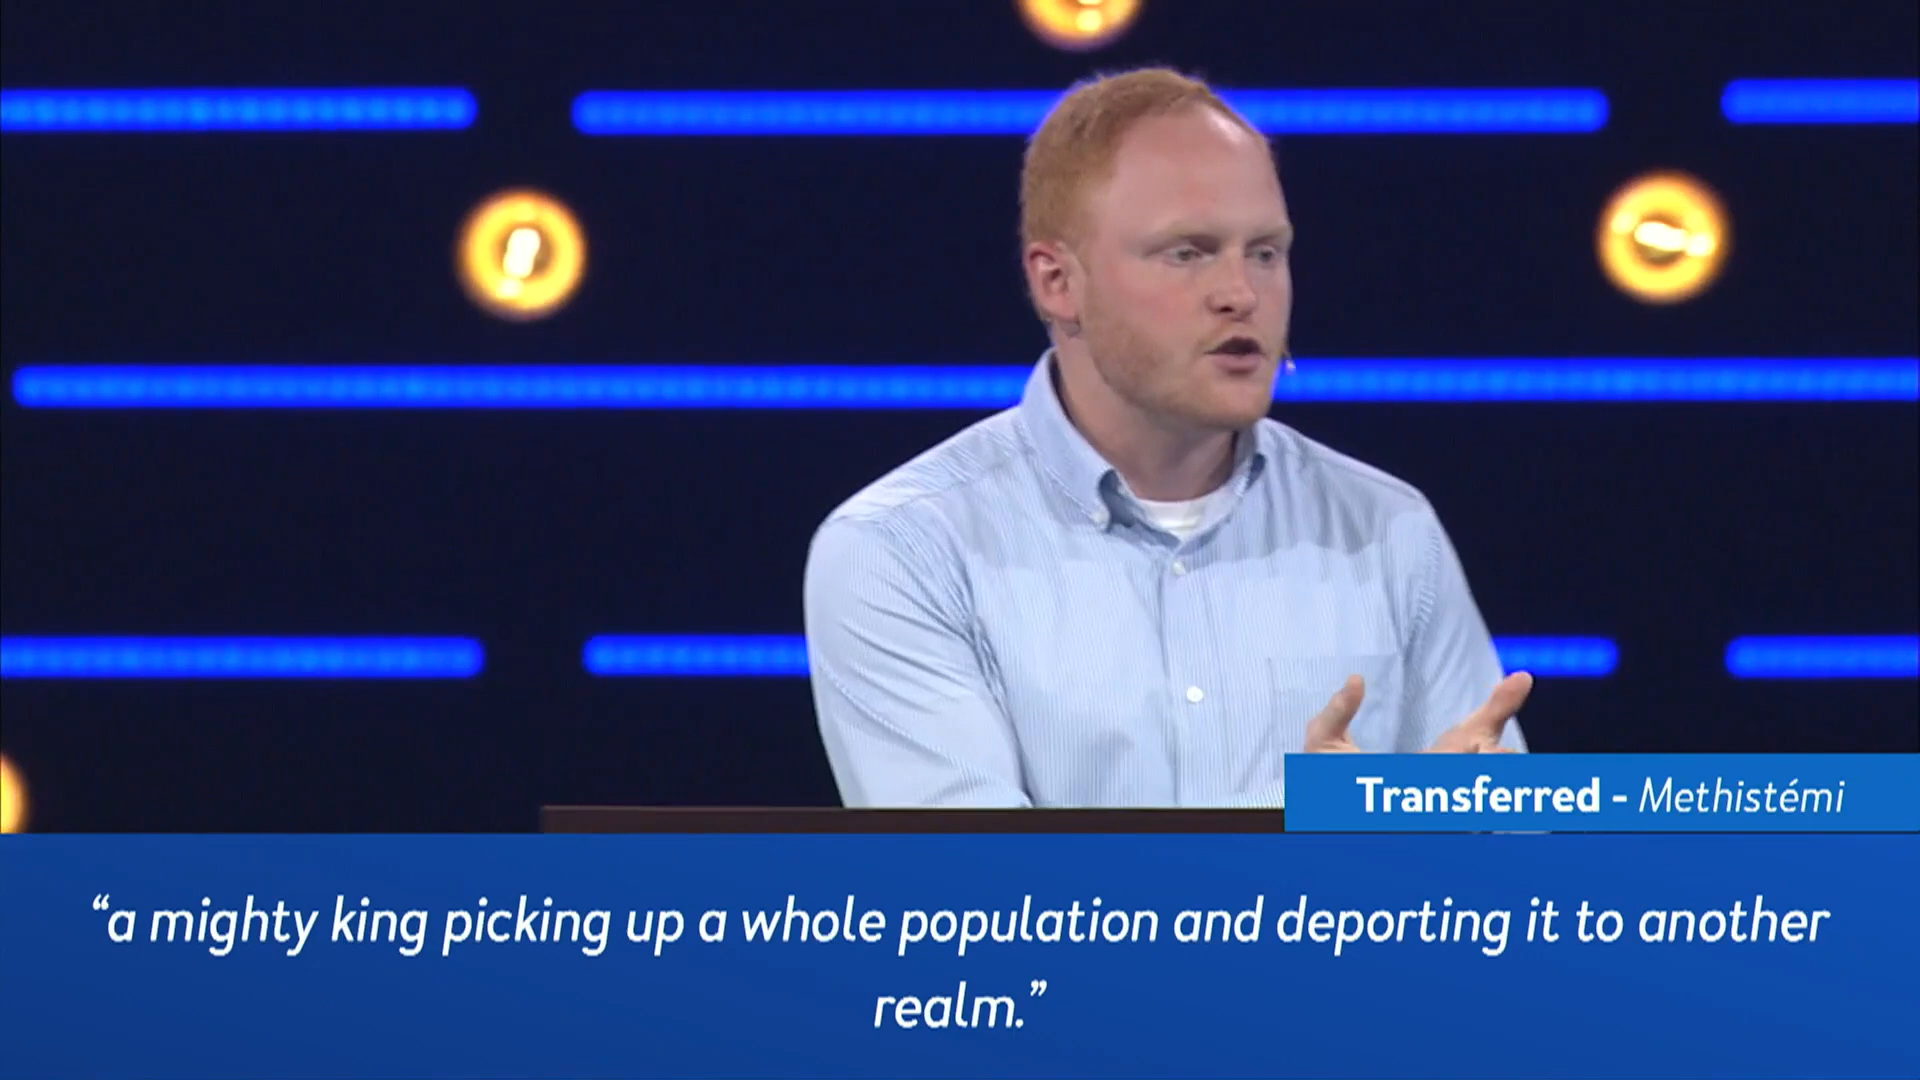 Transferred - Methistémi
“a mighty king picking up a whole population and deporting it to another
realm.”